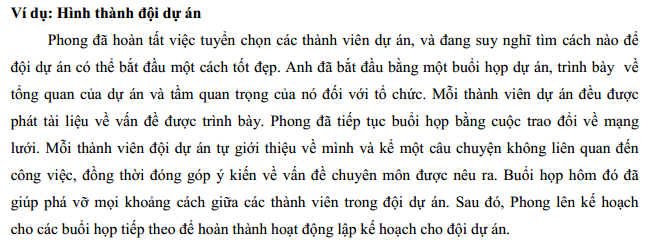 Ví dụ: Hình thành đội dự án
Phong đã hoàn tất việc tuyển chọn các thành viên dự án, và đang suy nghĩ tìm cách nào để
đội dự án có thể bắt đầu một cách tốt đẹp. Anh đã bắt đầu bằng một buổi họp dự án, trình bày về
tổng quan của dự án và tầm quan trọng của nó đối với tổ chức. Mỗi thành viên dự án đều được
phát tài liệu về vấn đề được trình bày. Phong đã tiếp tục buổi họp bằng cuộc trao đổi về mạng
lưới. Mỗi thành viên đội dự án tự giới thiệu về mình và kể một câu chuyện không liên quan đến
công việc, đồng thời đóng góp ý kiến về vấn đề chuyên môn được nêu ra. Buổi họp hôm đó đã
giúp phá vỡ mọi khoảng cách giữa các thành viên trong đội dự án. Sau đó, Phong lên kế hoạch
cho các buổi họp tiếp theo để hoàn thành hoạt động lập kế hoạch cho đội dự án.